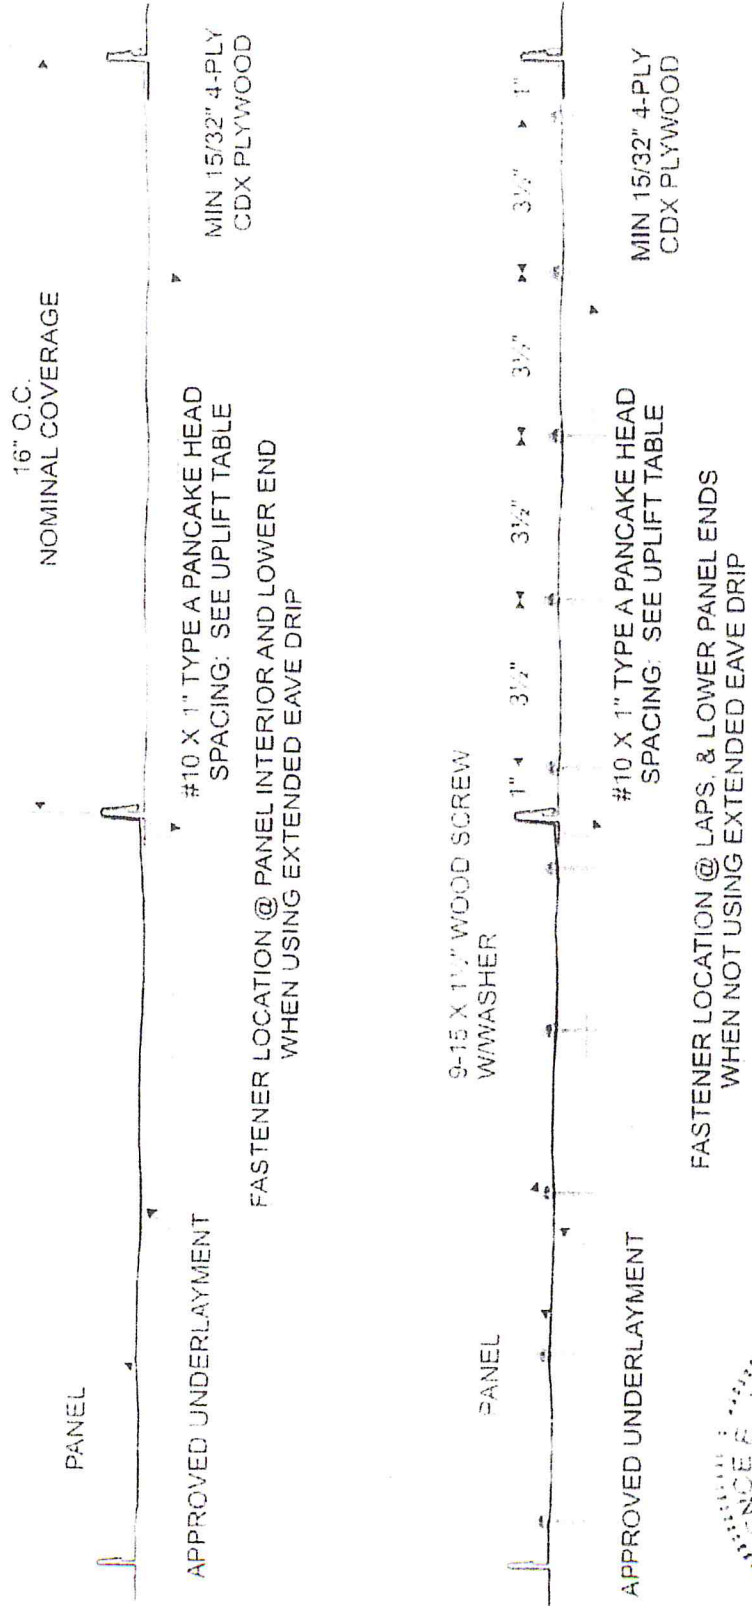 16" O.C.
NOMINAL COVERAGE
PANEL
APPROVED UNDERLAYMENT
#10 X 1" TYPE A PANCAKE HEAD
SPACING: SEE UPLIFT TABLE
MIN 15/32" 4-PLY
CDX PLYWOOD
FASTENER LOCATION @ PANEL INTERIOR AND LOWER END
WHEN USING EXTENDED EAVE DRIP
9-15 X 1½" WOOD SCREW
W/WASHER
PANEL
1" 3½" 3½" 3½" 3½" 1"
APPROVED UNDERLAYMENT
#10 X 1" TYPE A PANCAKE HEAD
SPACING: SEE UPLIFT TABLE
MIN 15/32" 4-PLY
CDX PLYWOOD
FASTENER LOCATION @ LAPS, & LOWER PANEL ENDS
WHEN NOT USING EXTENDED EAVE DRIP